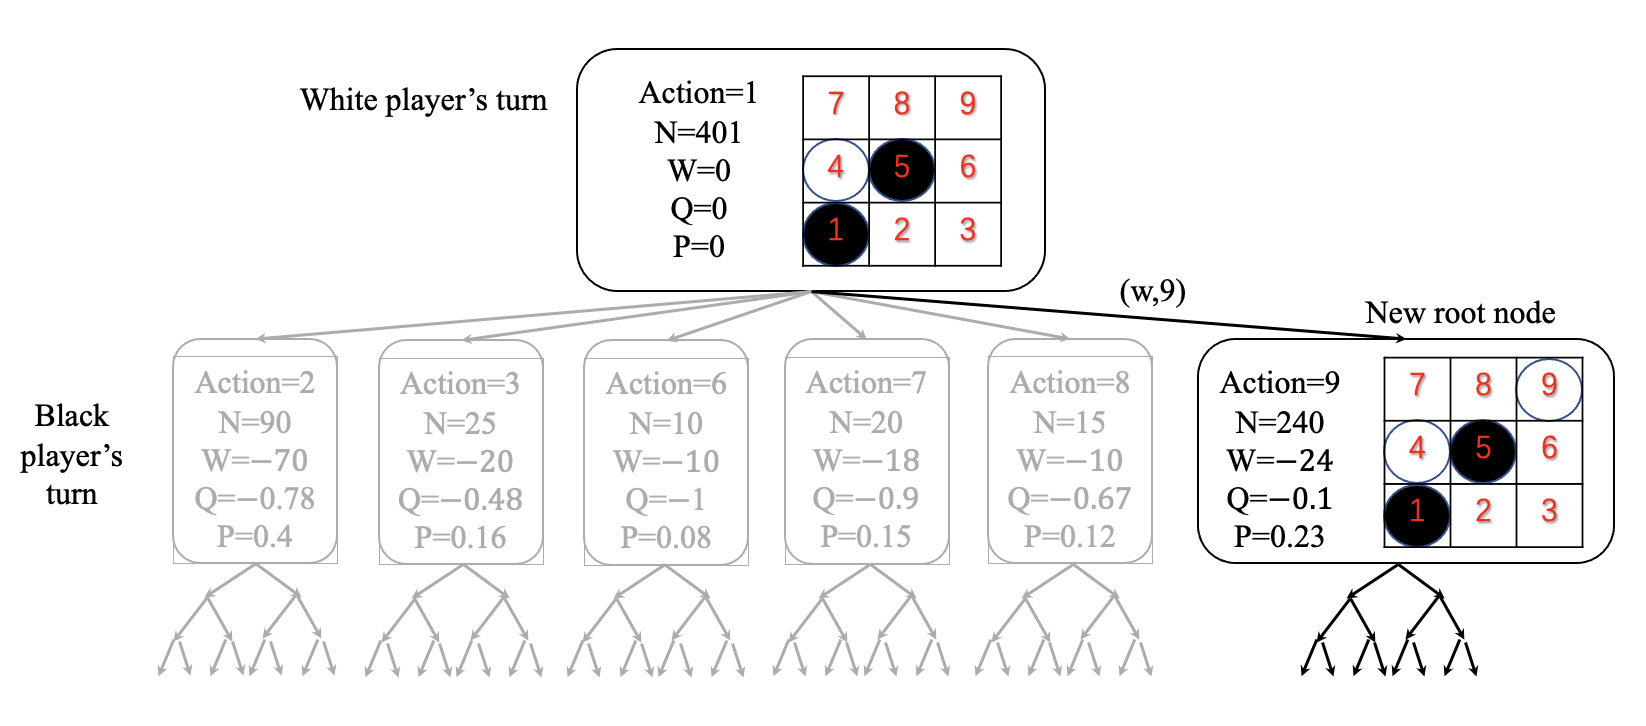 White player’s turn
Action=1
N=401
W=0
Q=0
P=0
7 8 9
4 5 6
1 2 3
(w,9)
New root node
Black
player’s
turn
Action=2
N=90
W=−70
Q=−0.78
P=0.4
Action=3
N=25
W=−20
Q=−0.48
P=0.16
Action=6
N=10
W=−10
Q=−1
P=0.08
Action=7
N=20
W=−18
Q=−0.9
P=0.15
Action=8
N=15
W=−10
Q=−0.67
P=0.12
Action=9
N=240
W=−24
Q=−0.1
P=0.23
7 8 9
4 5 6
1 2 3